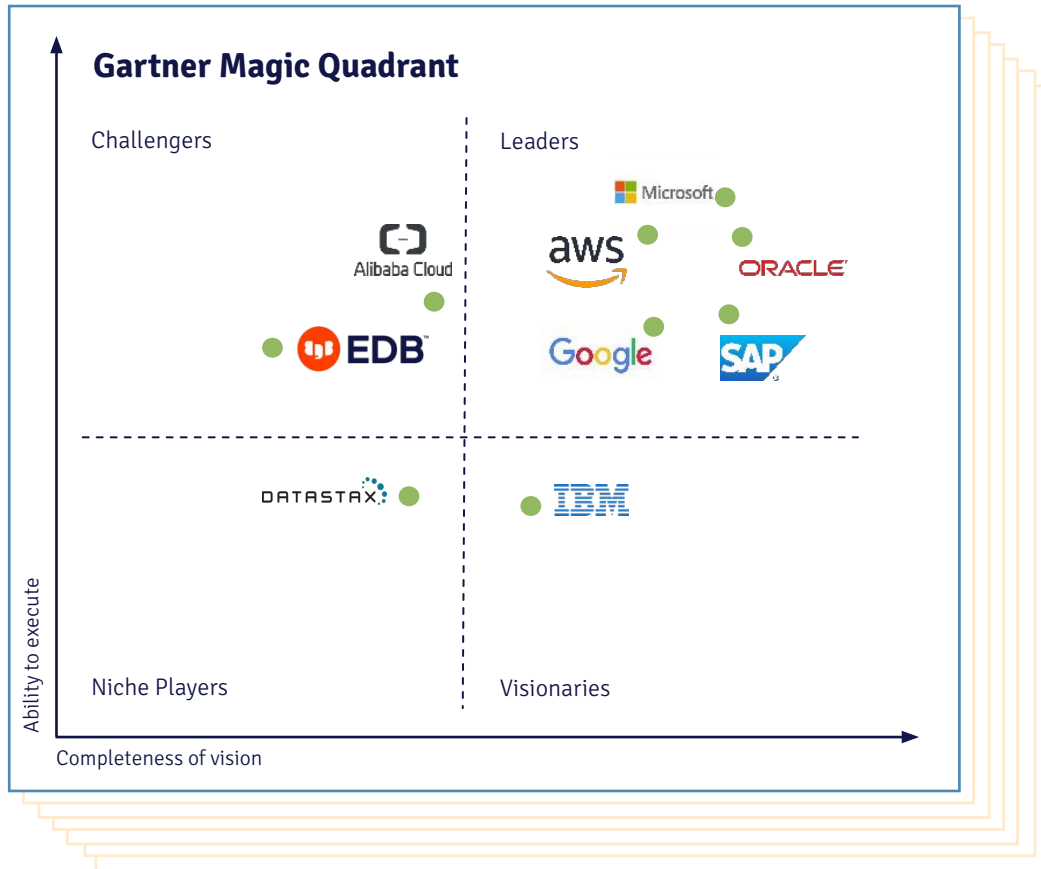 Gartner Magic Quadrant
Challengers
Leaders
Microsoft
aws
ORACLE
Alibaba Cloud
EDB™
Google
SAP
DATASTAX
IBM
Ability to execute
Niche Players
Visionaries
Completeness of vision